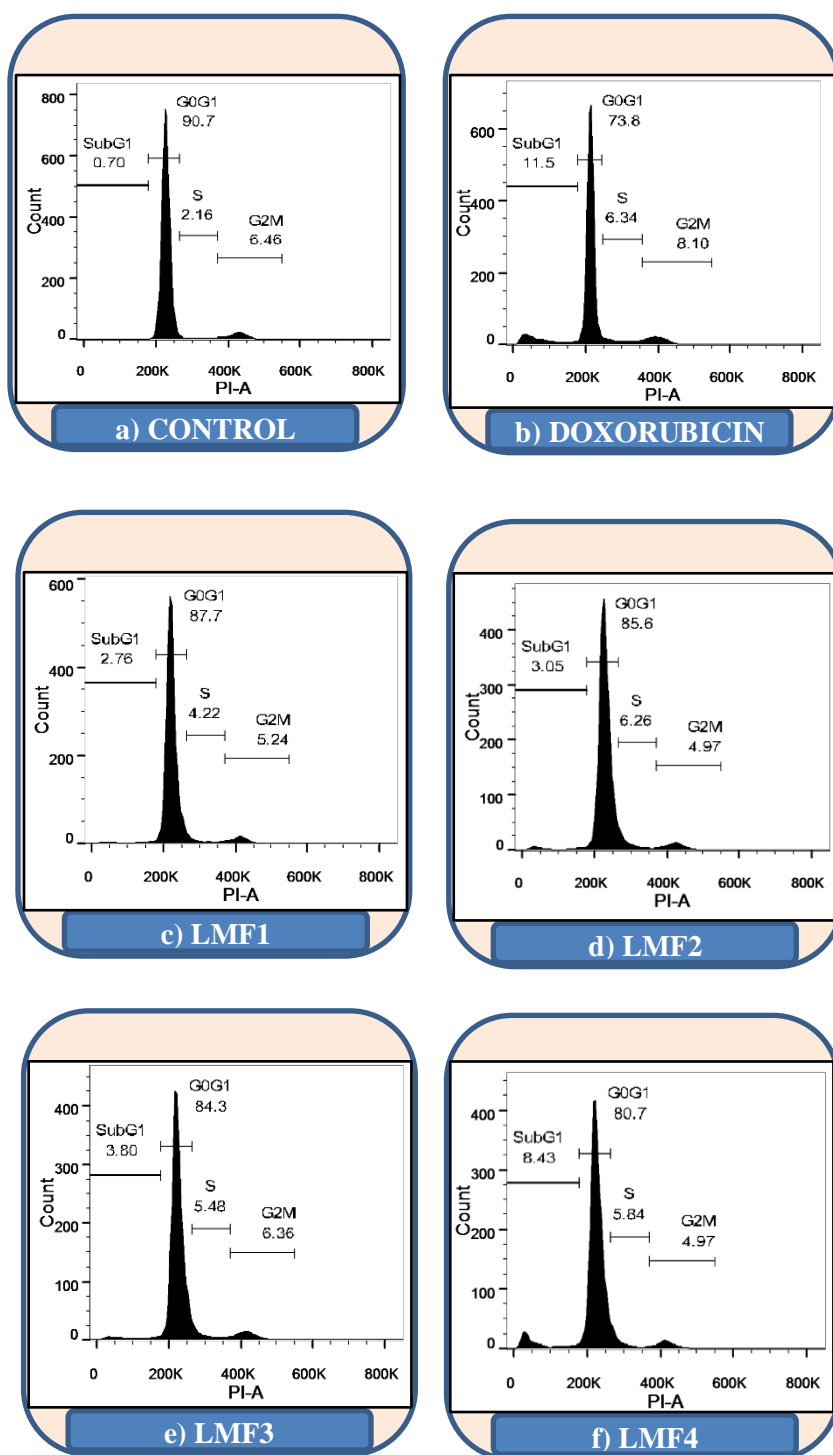 800
600
400
200
0
Count
G0G1
90.7
SubG1
0.70
S
2.16
G2M
6.46
0 200K 400K 600K 800K
PI-A
a) CONTROL
600
400
200
0
Count
G0G1
73.8
SubG1
11.5
S
6.34
G2M
8.10
0 200K 400K 600K 800K
PI-A
b) DOXORUBICIN
600
400
200
0
Count
G0G1
87.7
SubG1
2.76
S
4.22
G2M
5.24
0 200K 400K 600K 800K
PI-A
c) LMF1
400
300
200
100
0
Count
G0G1
85.6
SubG1
3.05
S
6.26
G2M
4.97
0 200K 400K 600K 800K
PI-A
d) LMF2
400
300
200
100
0
Count
G0G1
84.3
SubG1
3.80
S
5.48
G2M
6.36
0 200K 400K 600K 800K
PI-A
e) LMF3
400
300
200
100
0
Count
G0G1
80.7
SubG1
8.43
S
5.84
G2M
4.97
0 200K 400K 600K 800K
PI-A
f) LMF4